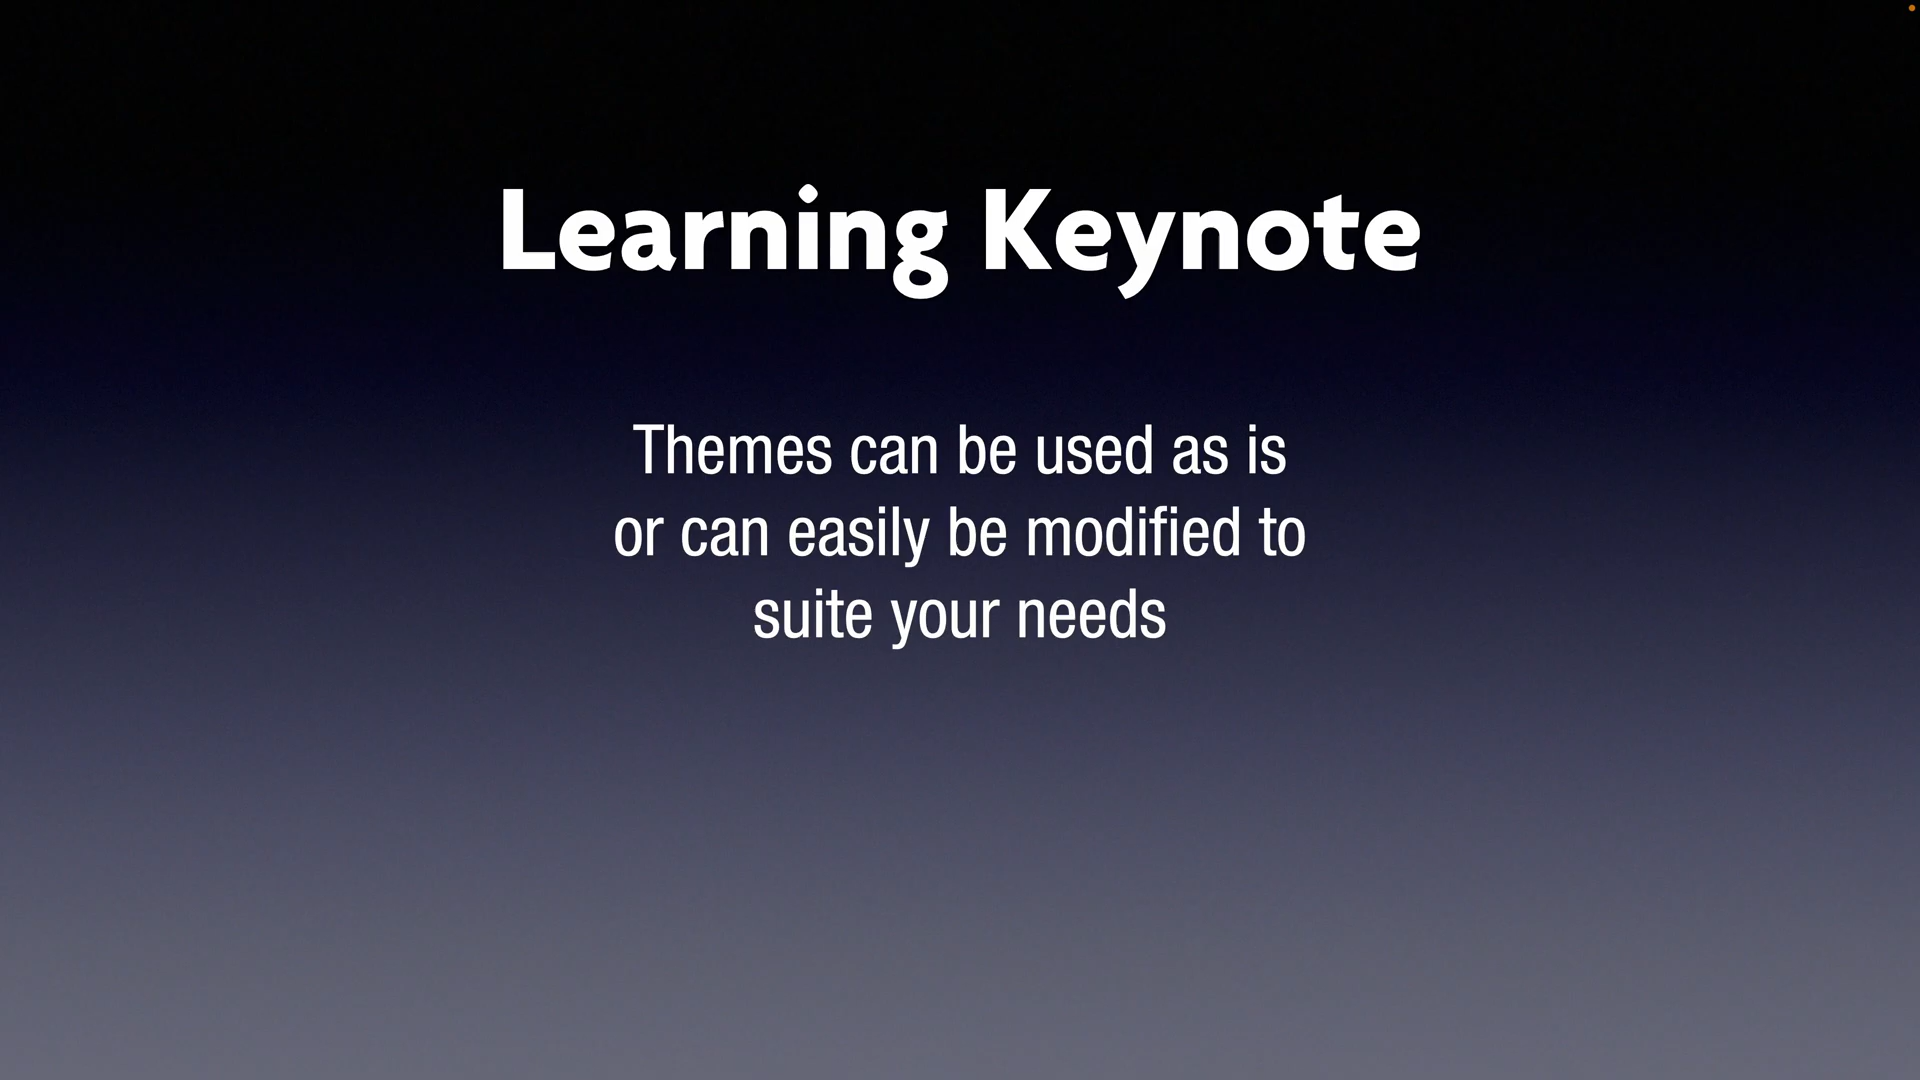 Learning Keynote
Themes can be used as is
or can easily be modified to
suite your needs